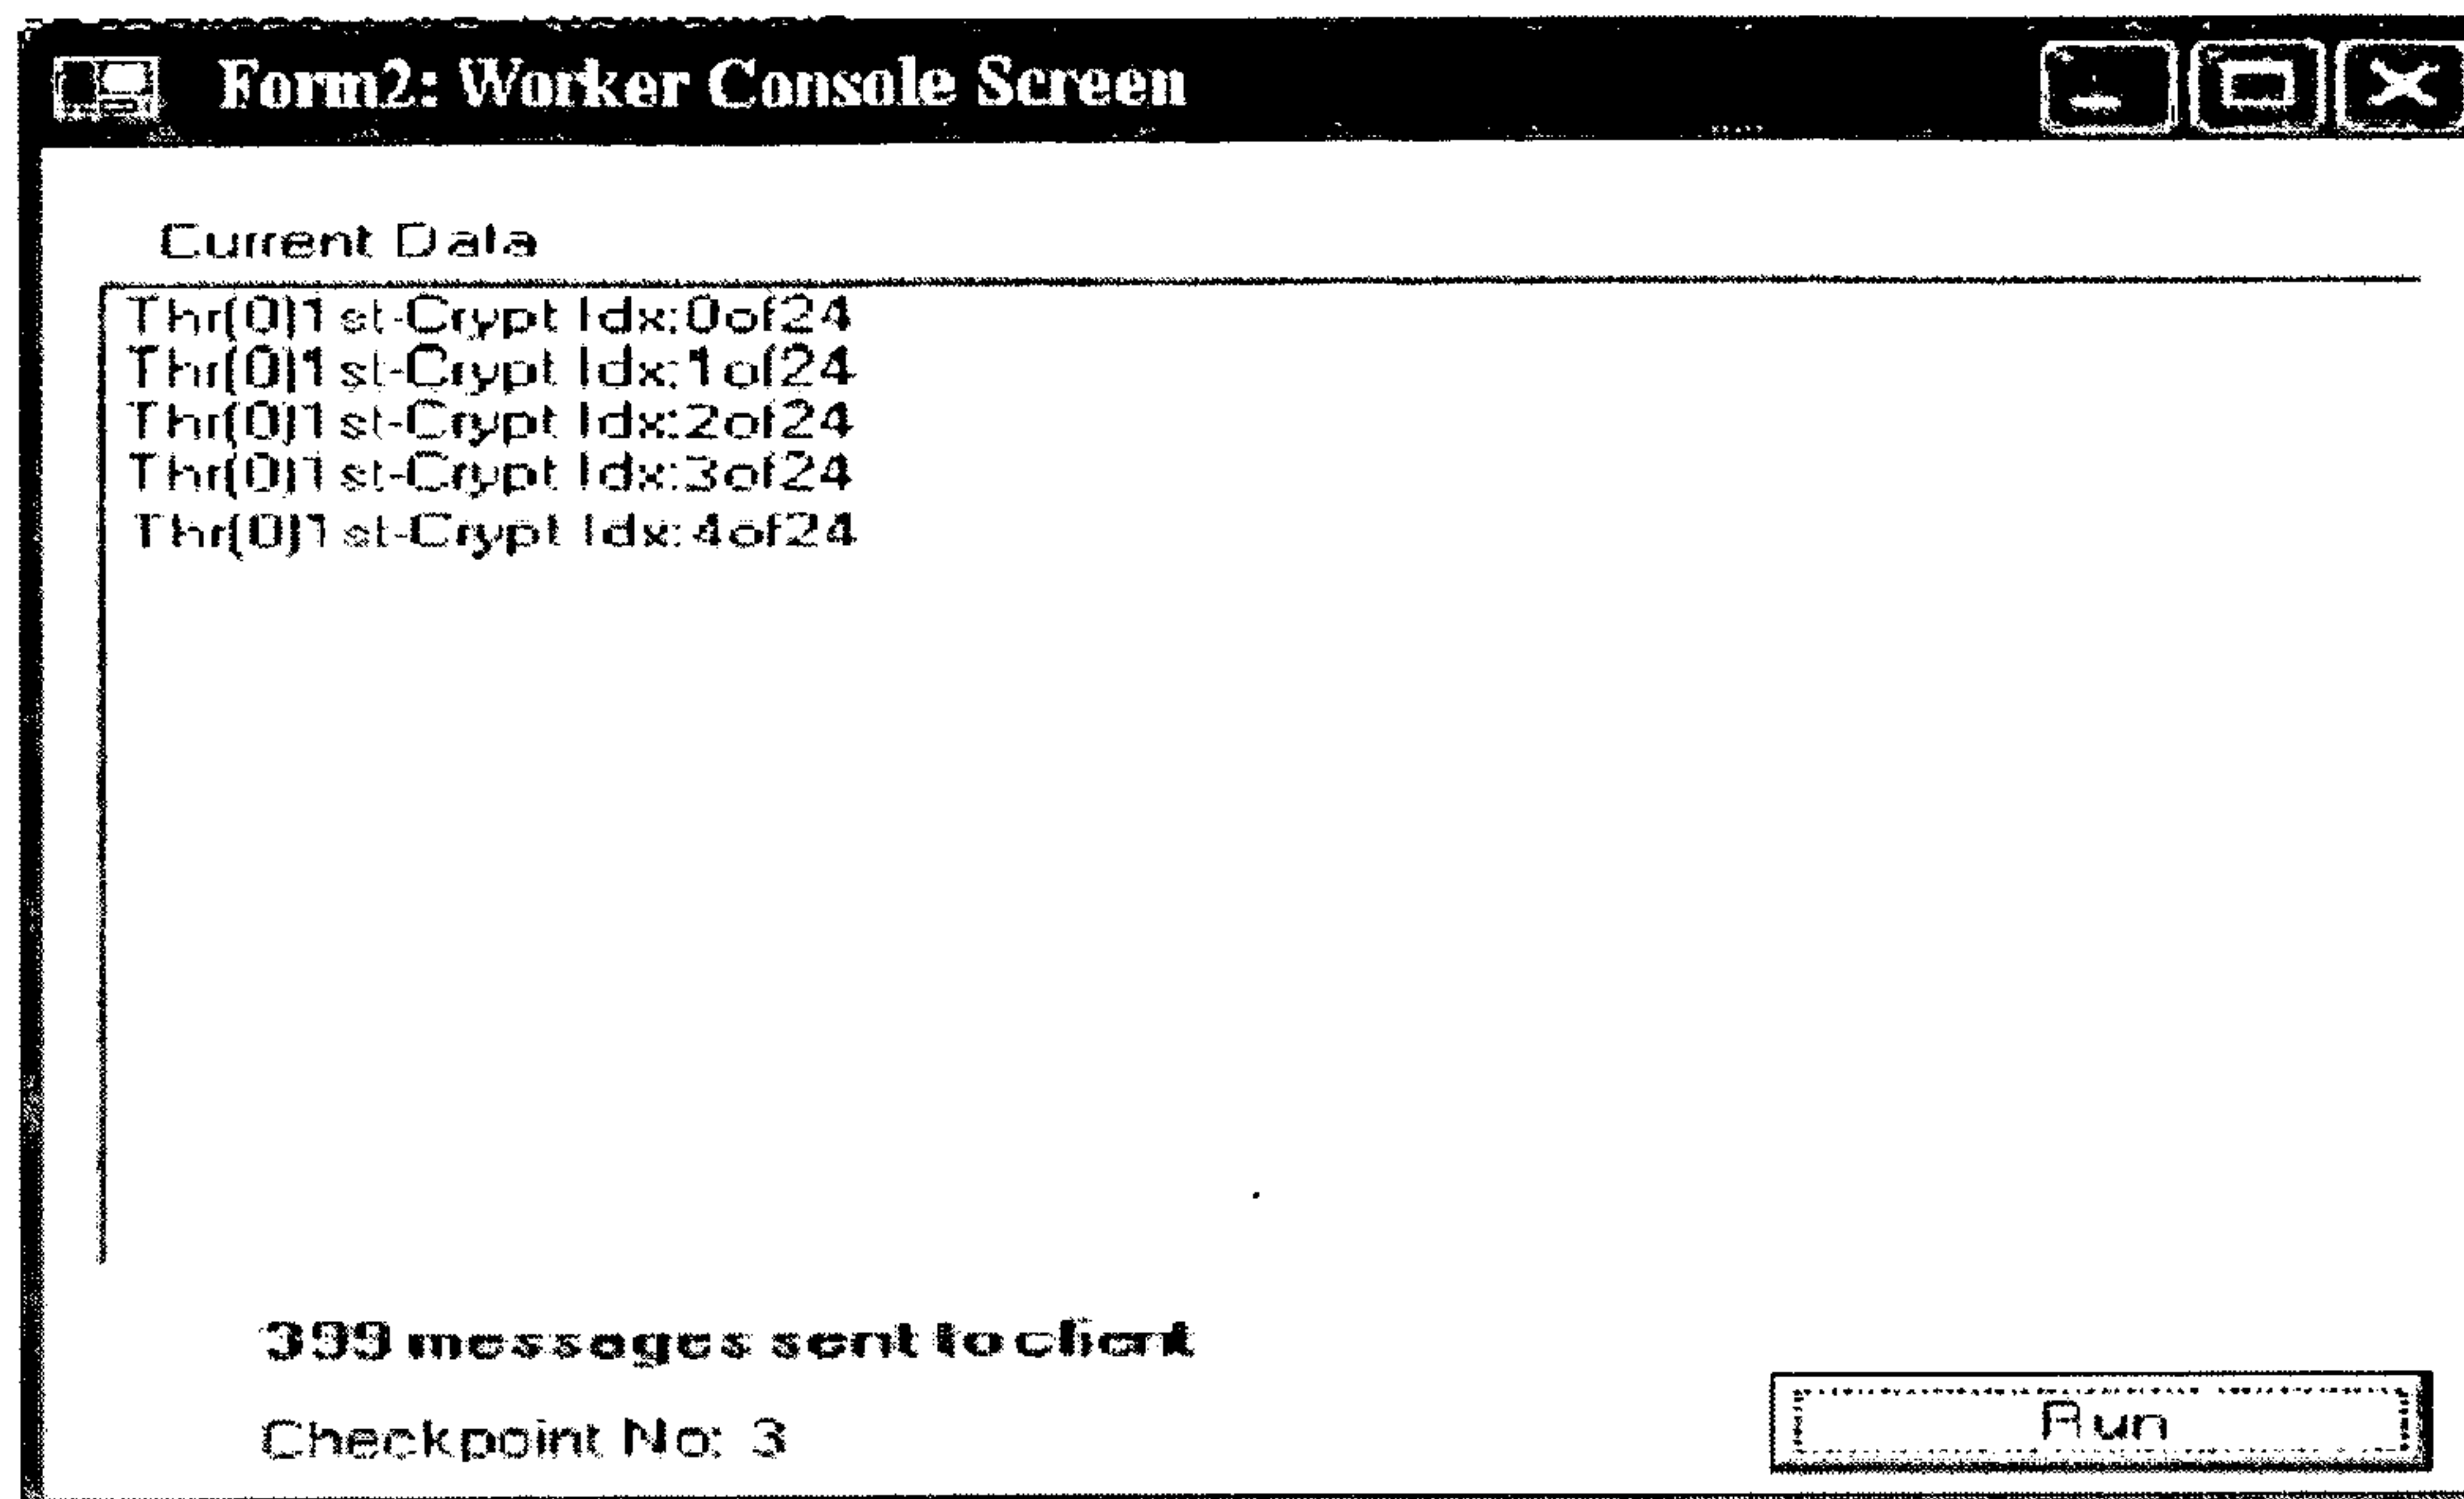 Form2: Worker Console Screen
Current Data
Thr(0)1st-Crypt Idx:0of24
Thr(0)1st-Crypt Idx:1of24
Thr(0)1st-Crypt Idx:2of24
Thr(0)1st-Crypt Idx:3of24
Thr(0)1st-Crypt Idx:4of24
399 messages sent to client
Checkpoint No: 3
Run